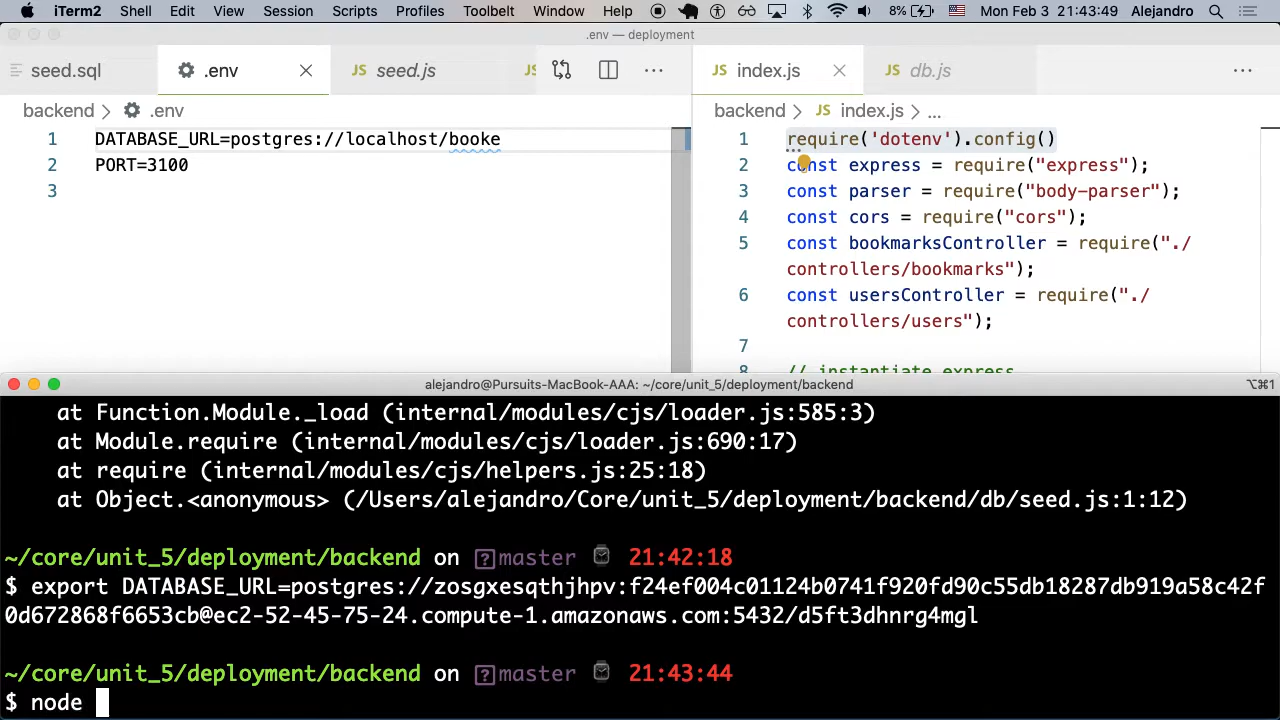 iTerm2 Shell Edit View Session Scripts Profiles Toolbelt Window Help 8% Mon Feb 3 21:43:49 Alejandro
.env — deployment
seed.sql .env JS seed.js JS
backend .env
1 DATABASE_URL=postgres://localhost/booke
2 PORT=3100
3
JS index.js JS db.js
backend JS index.js ...
1 require('dotenv').config()
2 const express = require("express");
3 const parser = require("body-parser");
4 const cors = require("cors");
5 const bookmarksController = require("./
controllers/bookmarks");
6 const usersController = require("./
controllers/users");
7
8 // instantiate express
alejandro@Pursuits-MacBook-AAA: ~/core/unit_5/deployment/backend ⌥⌘1
at Function.Module._load (internal/modules/cjs/loader.js:585:3)
at Module.require (internal/modules/cjs/loader.js:690:17)
at require (internal/modules/cjs/helpers.js:25:18)
at Object.<anonymous> (/Users/alejandro/Core/unit_5/deployment/backend/db/seed.js:1:12)
~/core/unit_5/deployment/backend on ? master 21:42:18
$ export DATABASE_URL=postgres://zosgxesqthjhpv:f24ef004c01124b0741f920fd90c55db18287db919a58c42f
0d672868f6653cb@ec2-52-45-75-24.compute-1.amazonaws.com:5432/d5ft3dhnrg4mgl
~/core/unit_5/deployment/backend on ? master 21:43:44
$ node